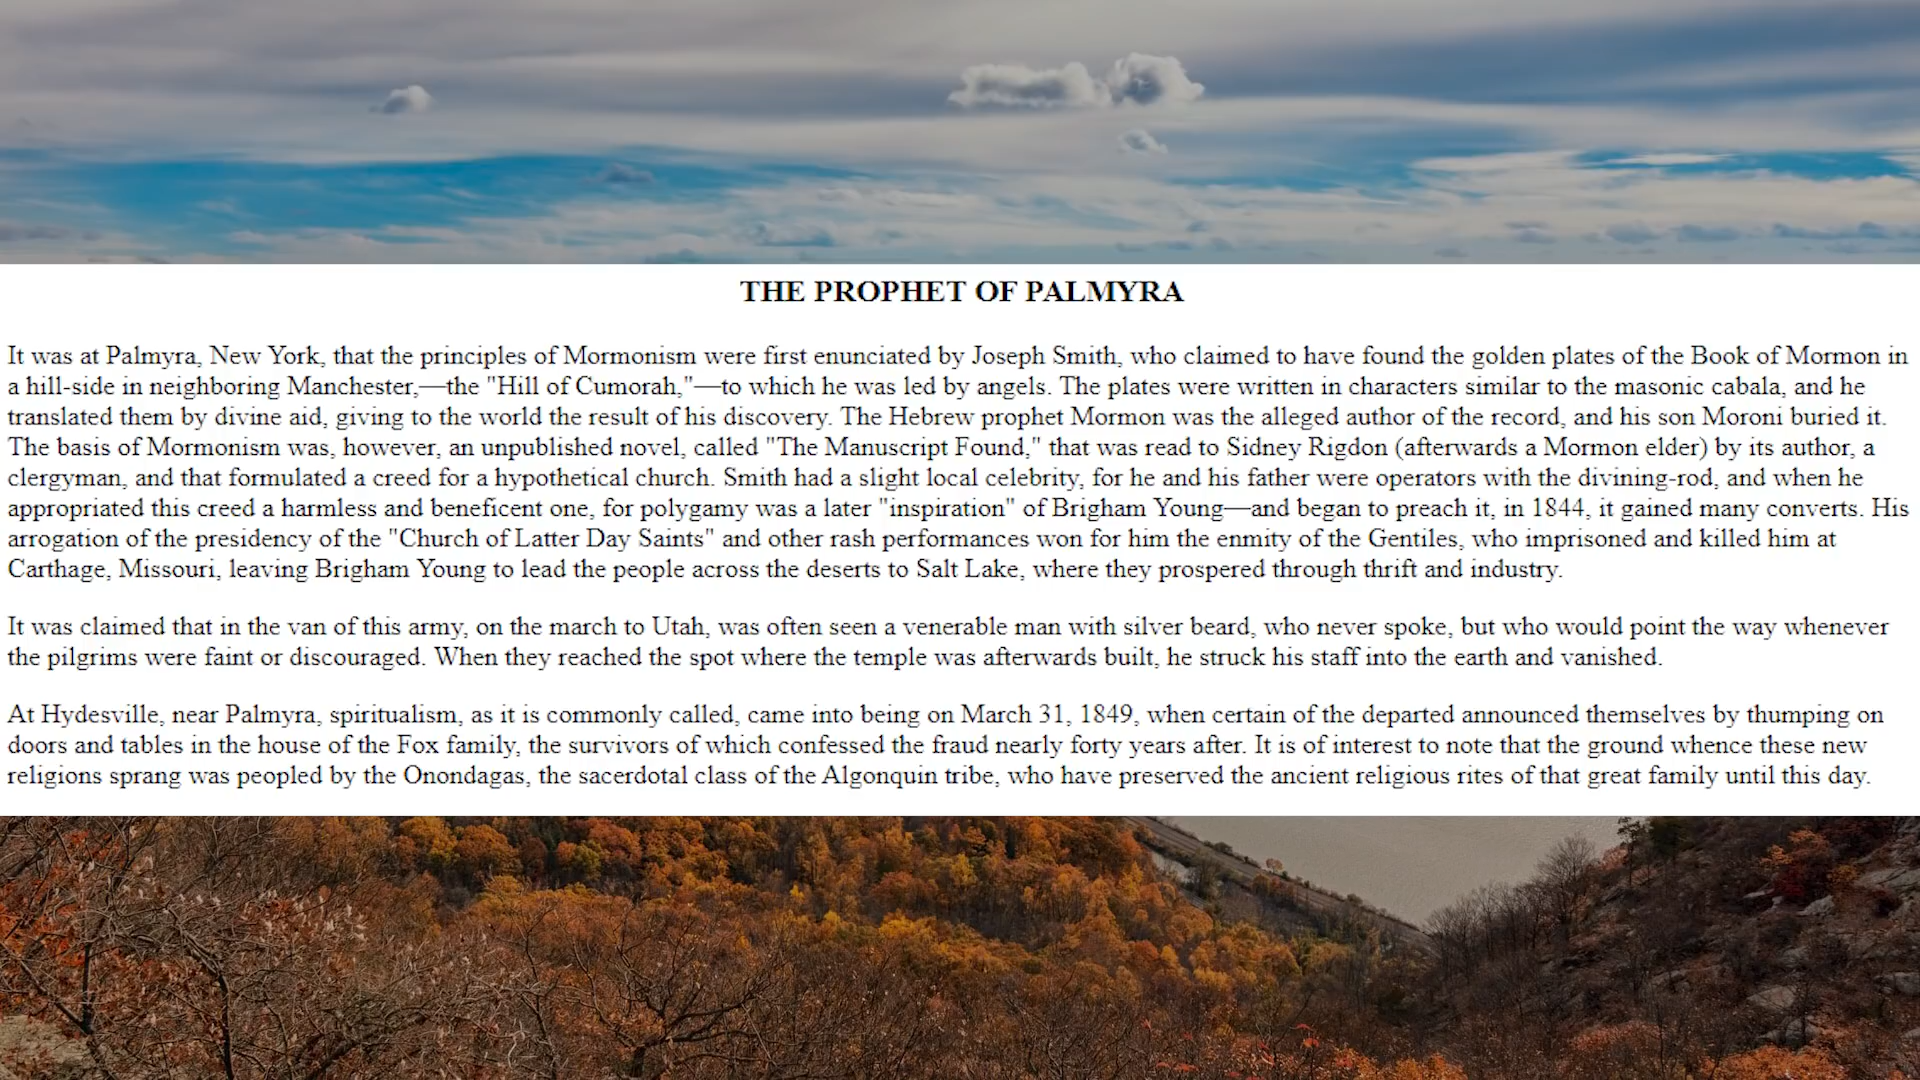 THE PROPHET OF PALMYRA
It was at Palmyra, New York, that the principles of Mormonism were first enunciated by Joseph Smith, who claimed to have found the golden plates of the Book of Mormon in
a hill-side in neighboring Manchester,—the "Hill of Cumorah,"—to which he was led by angels. The plates were written in characters similar to the masonic cabala, and he
translated them by divine aid, giving to the world the result of his discovery. The Hebrew prophet Mormon was the alleged author of the record, and his son Moroni buried it.
The basis of Mormonism was, however, an unpublished novel, called "The Manuscript Found," that was read to Sidney Rigdon (afterwards a Mormon elder) by its author, a
clergyman, and that formulated a creed for a hypothetical church. Smith had a slight local celebrity, for he and his father were operators with the divining-rod, and when he
appropriated this creed a harmless and beneficent one, for polygamy was a later "inspiration" of Brigham Young—and began to preach it, in 1844, it gained many converts. His
arrogation of the presidency of the "Church of Latter Day Saints" and other rash performances won for him the enmity of the Gentiles, who imprisoned and killed him at
Carthage, Missouri, leaving Brigham Young to lead the people across the deserts to Salt Lake, where they prospered through thrift and industry.
It was claimed that in the van of this army, on the march to Utah, was often seen a venerable man with silver beard, who never spoke, but who would point the way whenever
the pilgrims were faint or discouraged. When they reached the spot where the temple was afterwards built, he struck his staff into the earth and vanished.
At Hydesville, near Palmyra, spiritualism, as it is commonly called, came into being on March 31, 1849, when certain of the departed announced themselves by thumping on
doors and tables in the house of the Fox family, the survivors of which confessed the fraud nearly forty years after. It is of interest to note that the ground whence these new
religions sprang was peopled by the Onondagas, the sacerdotal class of the Algonquin tribe, who have preserved the ancient religious rites of that great family until this day.